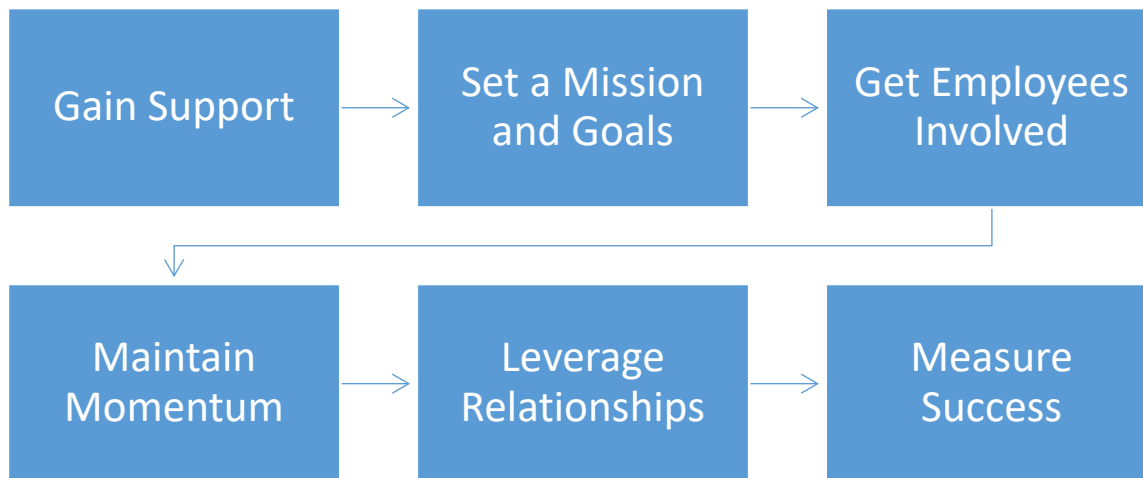 Gain Support
Set a Mission
and Goals
Get Employees
Involved
Maintain
Momentum
Leverage
Relationships
Measure
Success